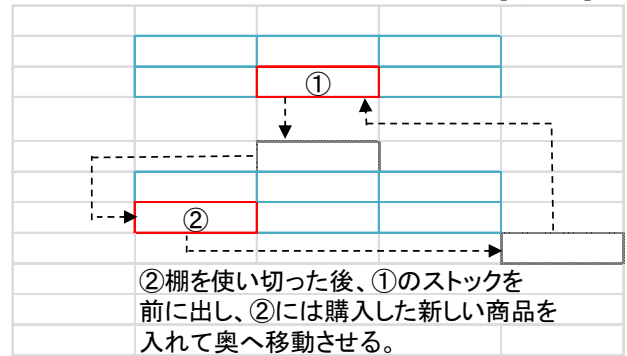 ①
②
②棚を使い切った後、①のストックを
前に出し、②には購入した新しい商品を
入れて奥へ移動させる。